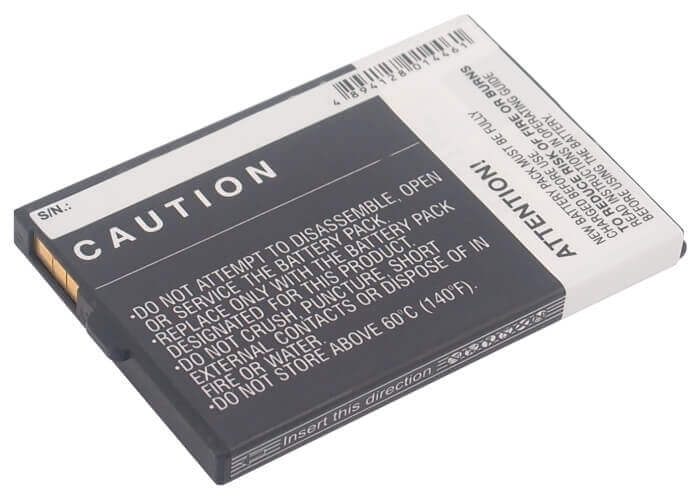 S/N.:
CAUTION
•DO NOT ATTEMPT TO DISASSEMBLE, OPEN
OR SERVICE THE BATTERY PACK.
•REPLACE ONLY WITH THE BATTERY PACK
DESIGNATED FOR THIS PRODUCT.
•DO NOT CRUSH, PUNCTURE, SHORT
EXTERNAL CONTACTS OR DISPOSE OF IN
FIRE OR WATER.
•DO NOT STORE ABOVE 60°C (140°F).
4894128014461
ATTENTION!
NEW BATTERY PACK MUST BE FULLY
CHARGED BEFORE USE.
TO REDUCE RISK OF FIRE OR BURNS
READ INSTRUCTIONS IN OPERATING GUIDE
BEFORE USING THE BATTERY.
Insert this direction